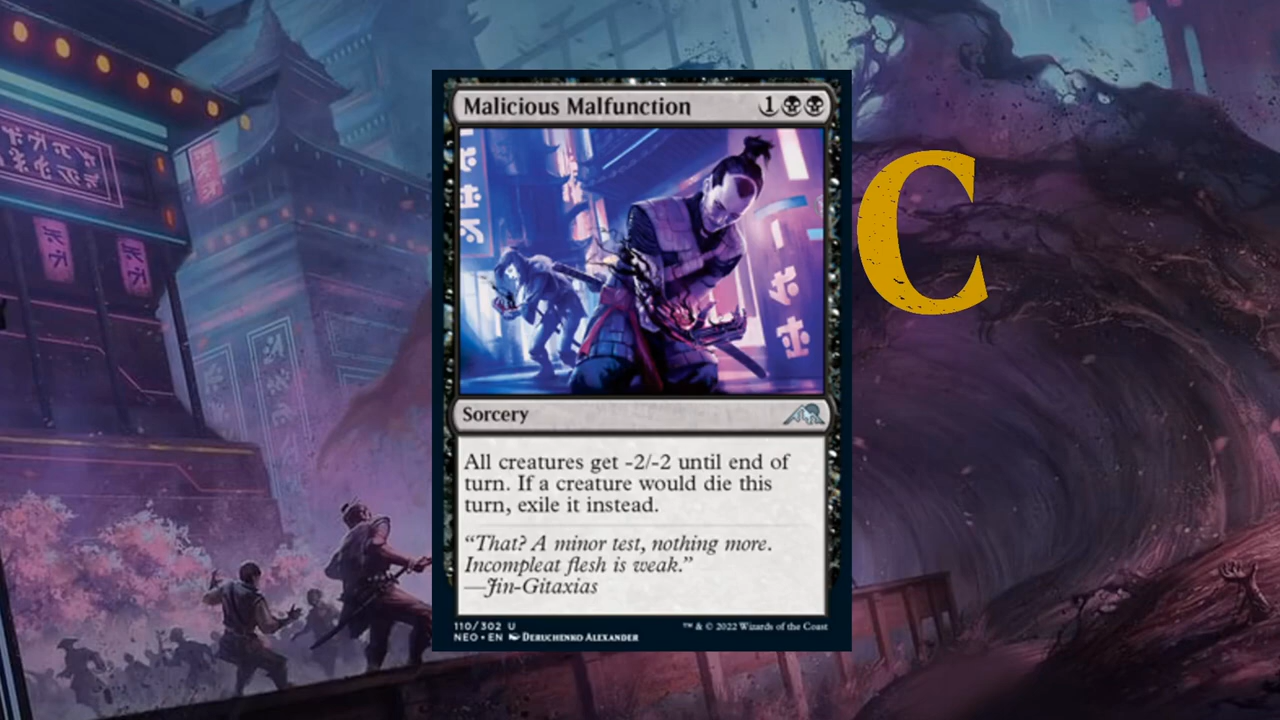 Malicious Malfunction 1
C
Sorcery
All creatures get -2/-2 until end of
turn. If a creature would die this
turn, exile it instead.
“That? A minor test, nothing more.
Incompleat flesh is weak.”
—Jin-Gitaxias
110/302 U
NEO • EN Deruchenko Alexander
™ & © 2022 Wizards of the Coast